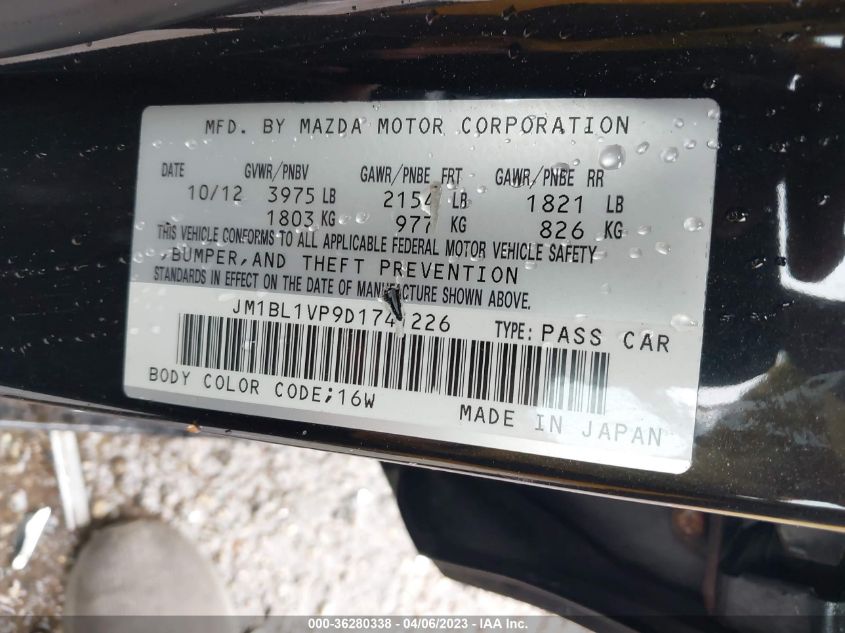 MFD. BY MAZDA MOTOR CORPORATION
DATE GVWR/PNBV GAWR/PNBE FRT GAWR/PNBE RR
10/12 3975 LB 2154 LB 1821 LB
1803 KG 977 KG 826 KG
THIS VEHICLE CONFORMS TO ALL APPLICABLE FEDERAL MOTOR VEHICLE SAFETY
,BUMPER,AND THEFT PREVENTION
STANDARDS IN EFFECT ON THE DATE OF MANUFACTURE SHOWN ABOVE.
JM1BL1VP9D1741226 TYPE: PASS CAR
BODY COLOR CODE;16W
MADE IN JAPAN
000-36280338 - 04/06/2023 - IAA Inc.